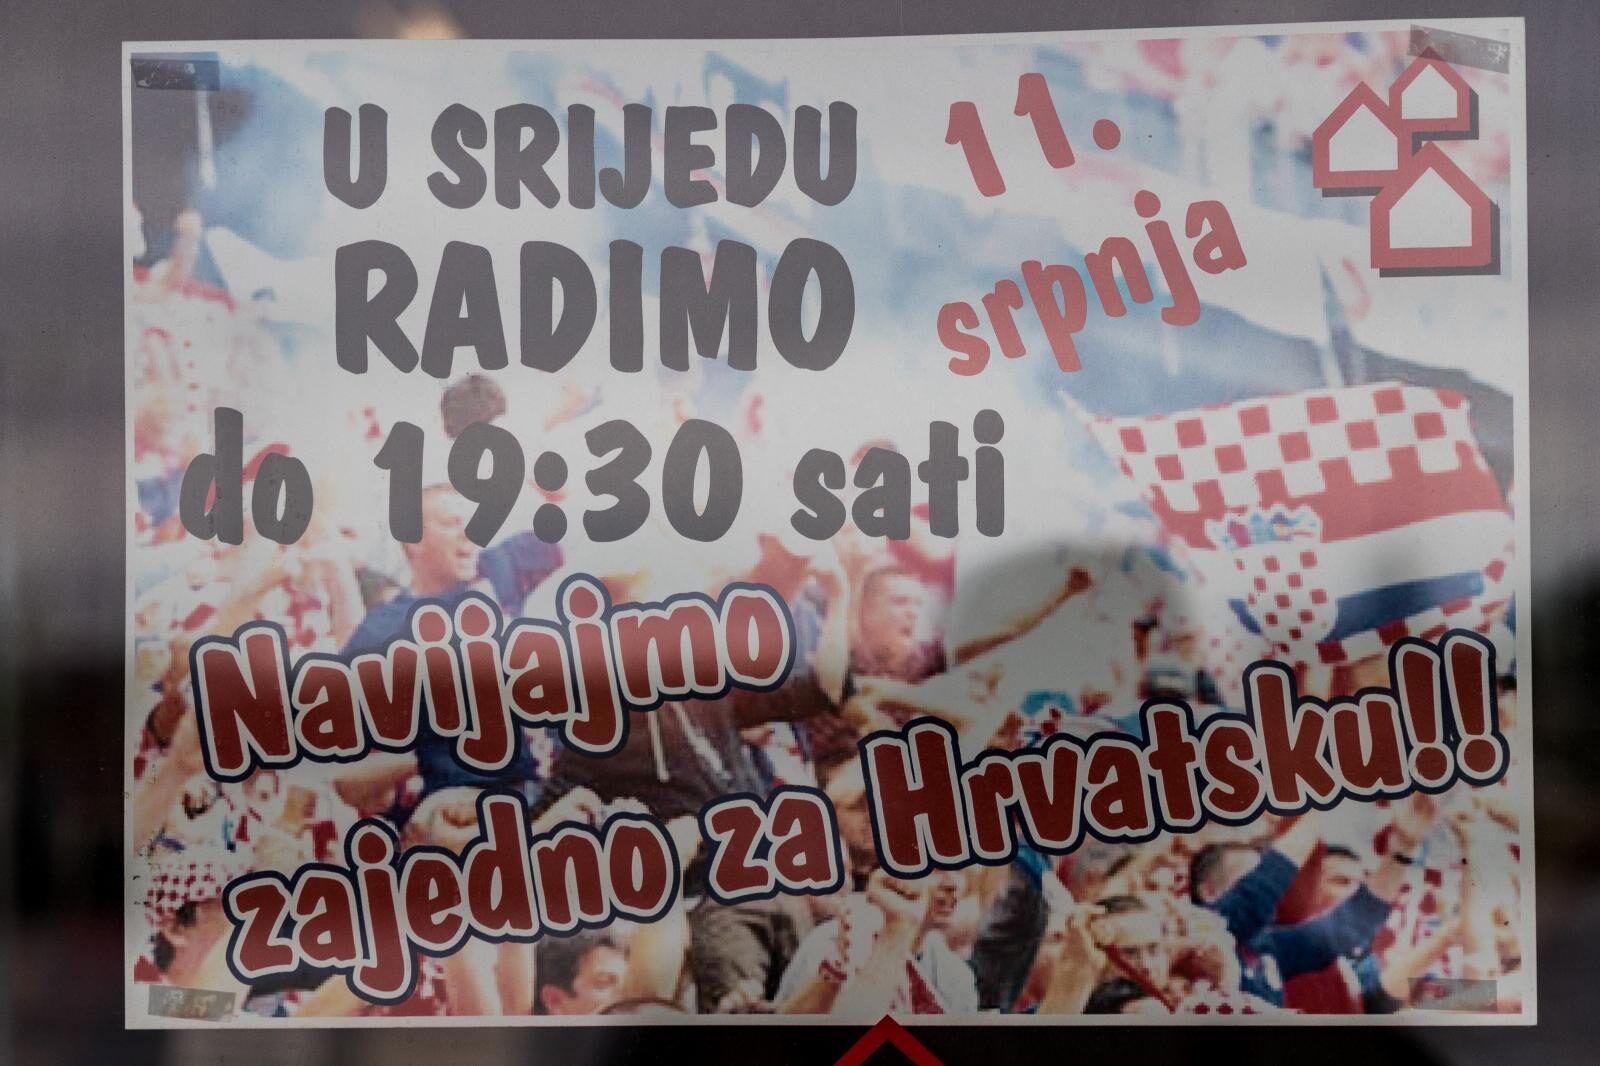 U SRIJEDU 11.
RADIMO srpnja
do 19:30 sati
Navijajmo
zajedno za Hrvatsku!!